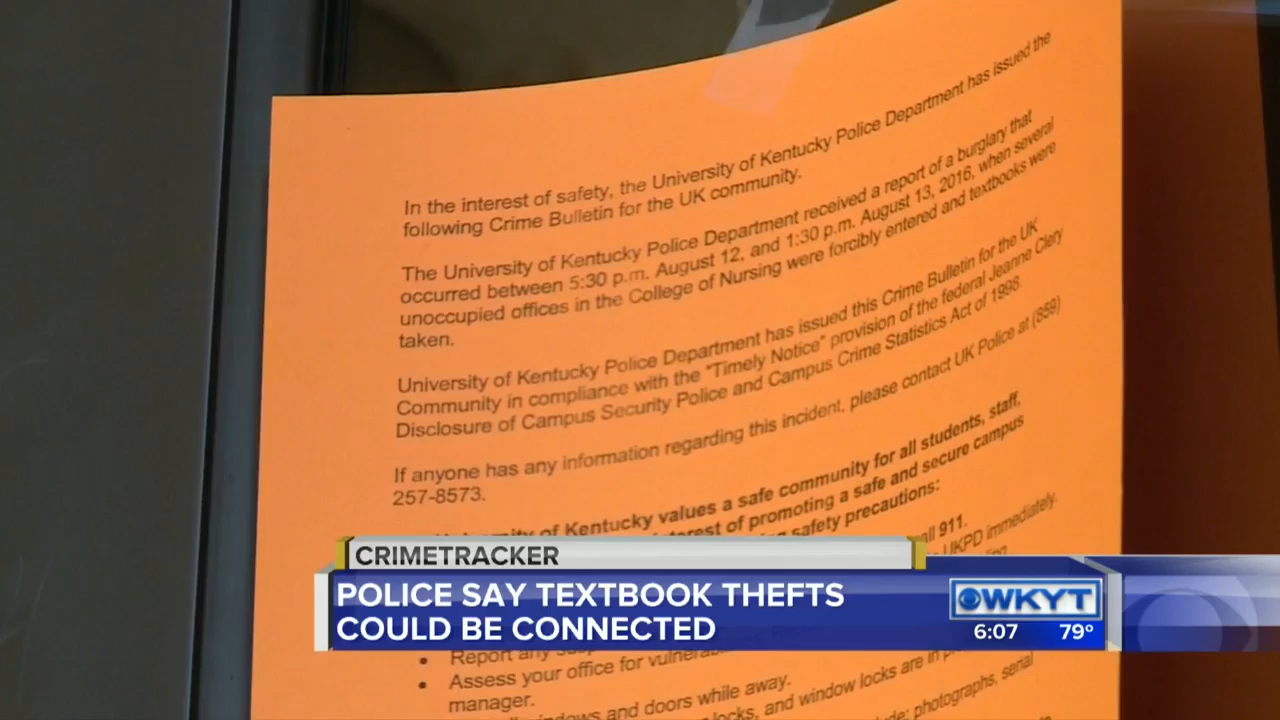 In the interest of safety, the University of Kentucky Police Department has issued the
following Crime Bulletin for the UK community.
The University of Kentucky Police Department received a report of a burglary that
occurred between 5:30 p.m. August 12, and 1:30 p.m. August 13, 2016, when several
unoccupied offices in the College of Nursing were forcibly entered and textbooks were
taken.
University of Kentucky Police Department has issued this Crime Bulletin for the UK
Community in compliance with the "Timely Notice" provision of the federal Jeanne Clery
Disclosure of Campus Security Police and Campus Crime Statistics Act of 1998.
If anyone has any information regarding this incident, please contact UK Police at (859)
257-8573.
of Kentucky values a safe community for all students, staff,
of promoting a safe and secure campus
safety precautions:
911.
UKPD immediately.
CRIMETRACKER
POLICE SAY TEXTBOOK THEFTS
COULD BE CONNECTED
WKYT
6:07 79°
• Report any
• Assess your office for
manager.
and doors while away.
locks, and window locks are in
photographs, serial